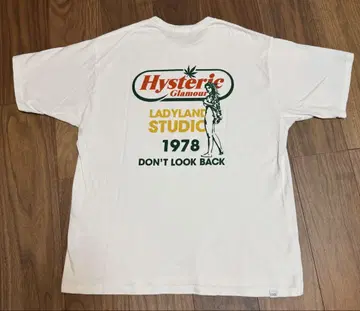 Hysteric
Glamour
LADYLAND
STUDIO
1978
DON'T LOOK BACK